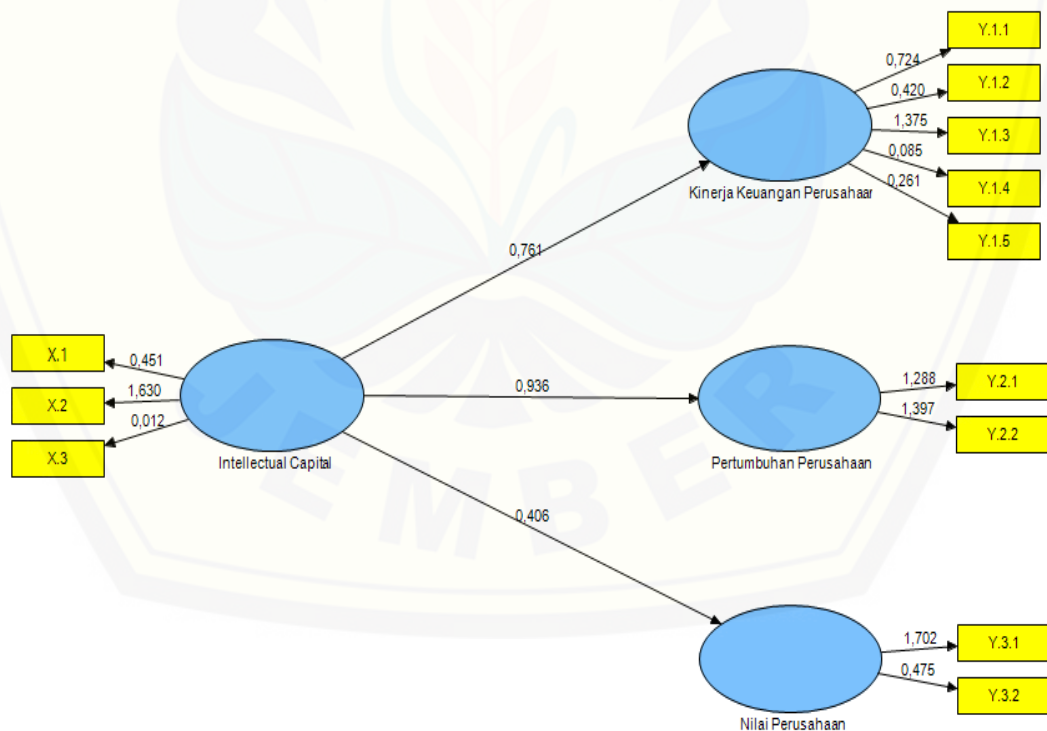 Y.1.1
0,724
Y.1.2
0,420
Y.1.3
1,375
0,085
Y.1.4
0,261
Kinerja Keuangan Perusahaar
Y.1.5
0,761
X.1
0,451
X.2
1,630
0,012
X.3
Intellectual Capital
0,936
1,288
Y.2.1
1,397
Y.2.2
Pertumbuhan Perusahaan
JEMBER
0,406
1,702
Y.3.1
0,475
Y.3.2
Nilai Perusahaan